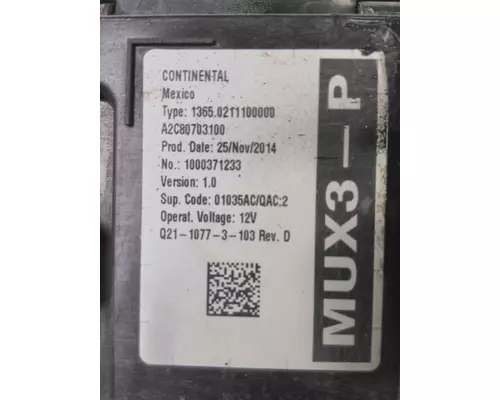 CONTINENTAL
Mexico
Type: 1365.0211100000
A2C80703100
Prod. Date: 25/Nov/2014
No.: 1000371233
Version: 1.0
Sup. Code: 01035AC/QAC:2
Operat. Voltage: 12V
Q21-1077-3-103 Rev. D
MUX3-P